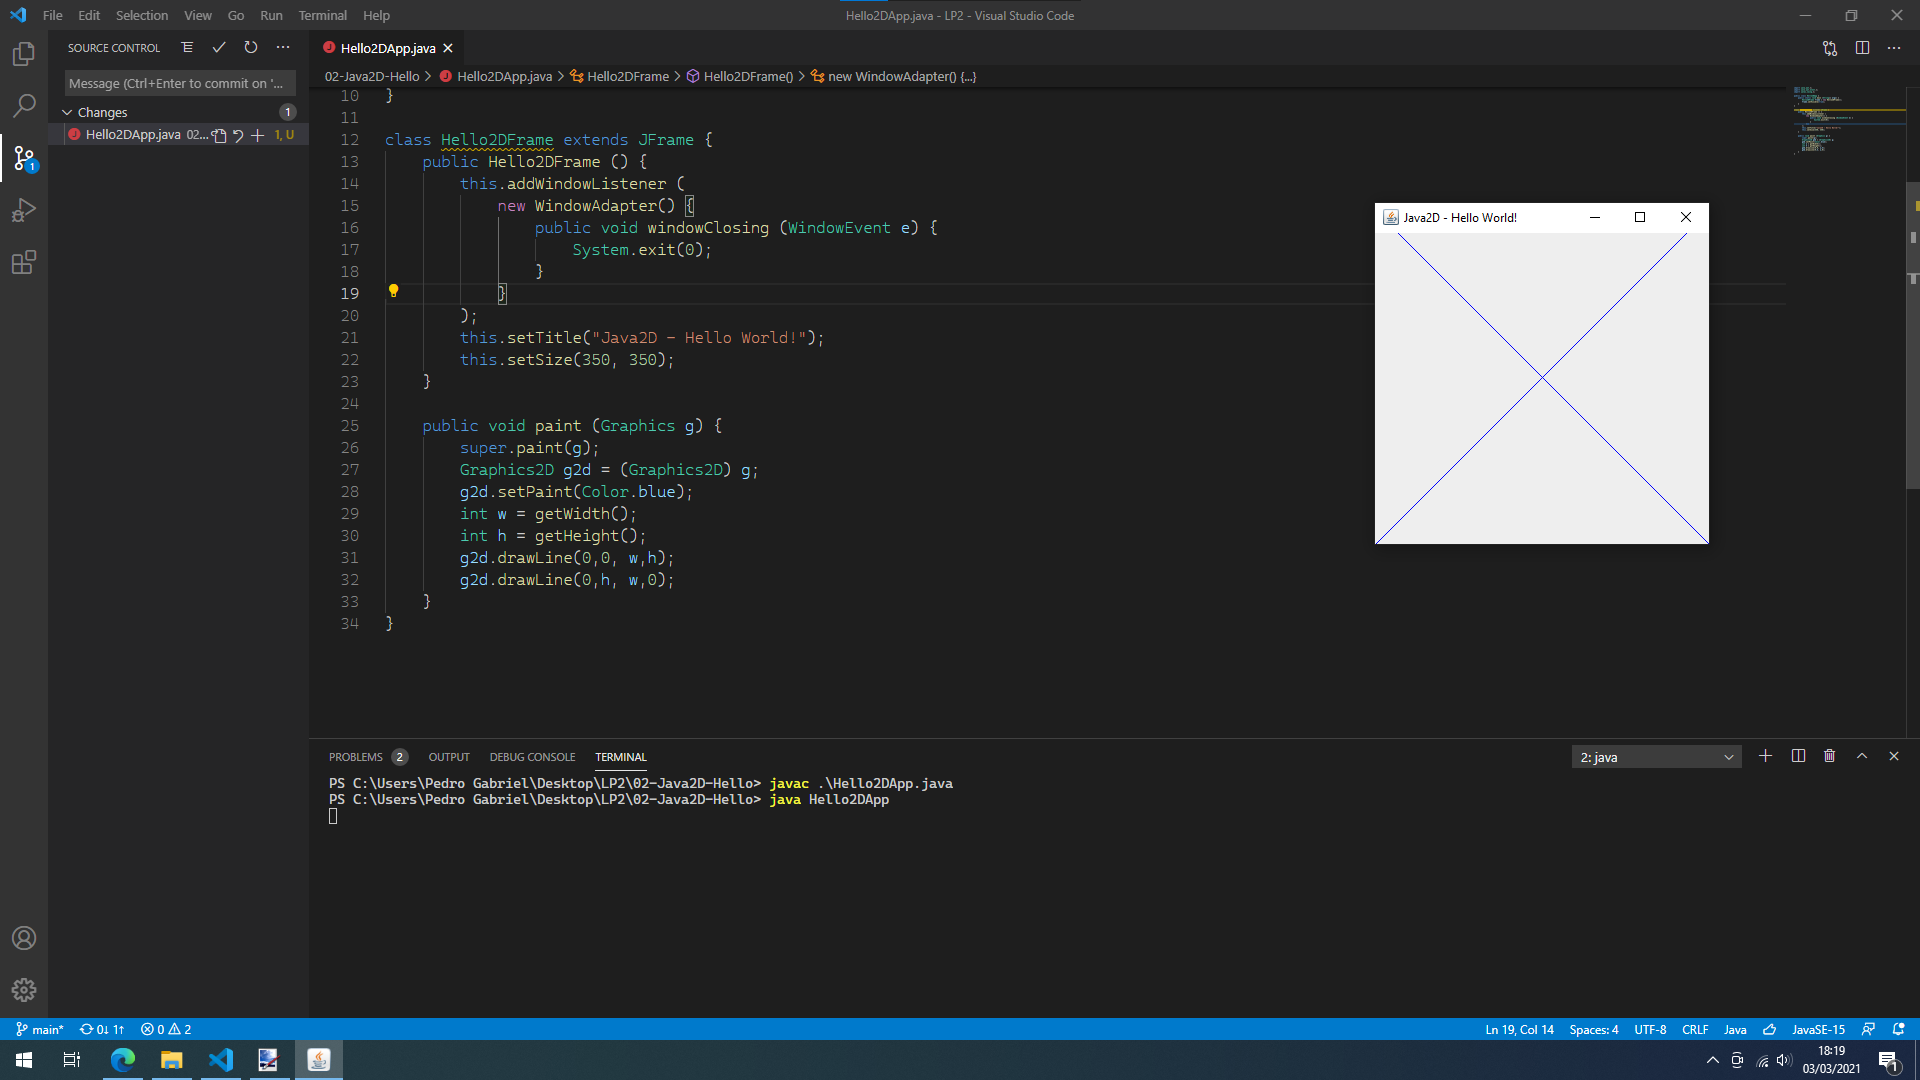 File Edit Selection View Go Run Terminal Help
Hello2DApp.java - LP2 - Visual Studio Code
SOURCE CONTROL
Message (Ctrl+Enter to commit on '...
Changes 1
Hello2DApp.java 02... 1, U
1
Hello2DApp.java
02-Java2D-Hello > Hello2DApp.java > Hello2DFrame > Hello2DFrame() > new WindowAdapter() {...}
10 }
11
12 class Hello2DFrame extends JFrame {
13 public Hello2DFrame () {
14 this.addWindowListener (
15 new WindowAdapter() {
16 public void windowClosing (WindowEvent e) {
17 System.exit(0);
18 }
19 }
20 );
21 this.setTitle("Java2D - Hello World!");
22 this.setSize(350, 350);
23 }
24
25 public void paint (Graphics g) {
26 super.paint(g);
27 Graphics2D g2d = (Graphics2D) g;
28 g2d.setPaint(Color.blue);
29 int w = getWidth();
30 int h = getHeight();
31 g2d.drawLine(0,0, w,h);
32 g2d.drawLine(0,h, w,0);
33 }
34 }
Java2D - Hello World!
PROBLEMS 2 OUTPUT DEBUG CONSOLE TERMINAL
2: java
PS C:\Users\Pedro Gabriel\Desktop\LP2\02-Java2D-Hello> javac .\Hello2DApp.java
PS C:\Users\Pedro Gabriel\Desktop\LP2\02-Java2D-Hello> java Hello2DApp
main* 0↓ 1↑ 0 2
Ln 19, Col 14 Spaces: 4 UTF-8 CRLF Java JavaSE-15
18:19
03/03/2021
1